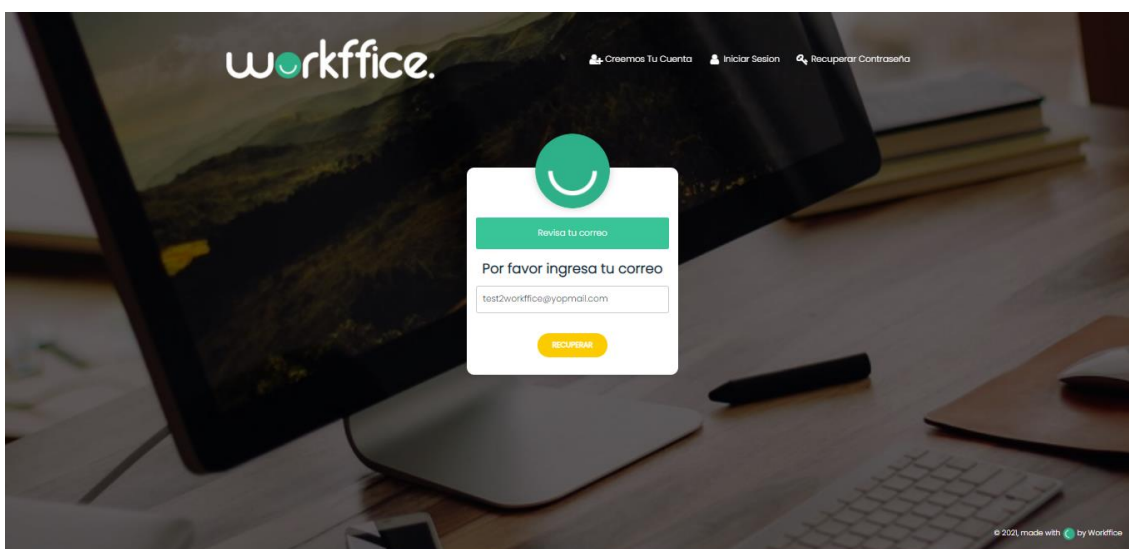 workffice.
Creemos Tu Cuenta
Iniciar Sesion
Recuperar Contraseña
Revisa tu correo
Por favor ingresa tu correo
test2workffice@yopmail.com
RECUPERAR
© 2021, made with by Workffice